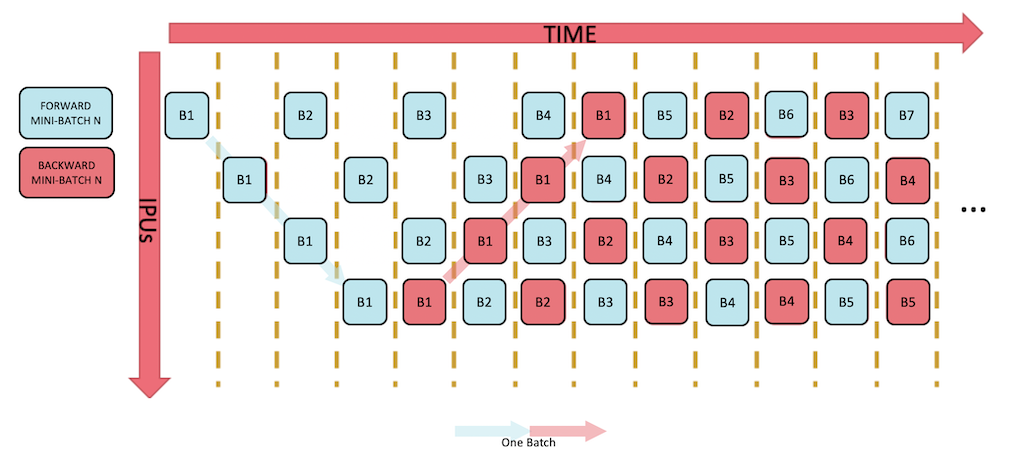 TIME
FORWARD
MINI-BATCH N
BACKWARD
MINI-BATCH N
IPUs
B1 B2 B3 B4 B1 B5 B2 B6 B3 B7
B1 B2 B3 B1 B4 B2 B5 B3 B6 B4
B1 B2 B1 B3 B2 B4 B3 B5 B4 B6
B1 B1 B2 B2 B3 B3 B4 B4 B5 B5
...
One Batch